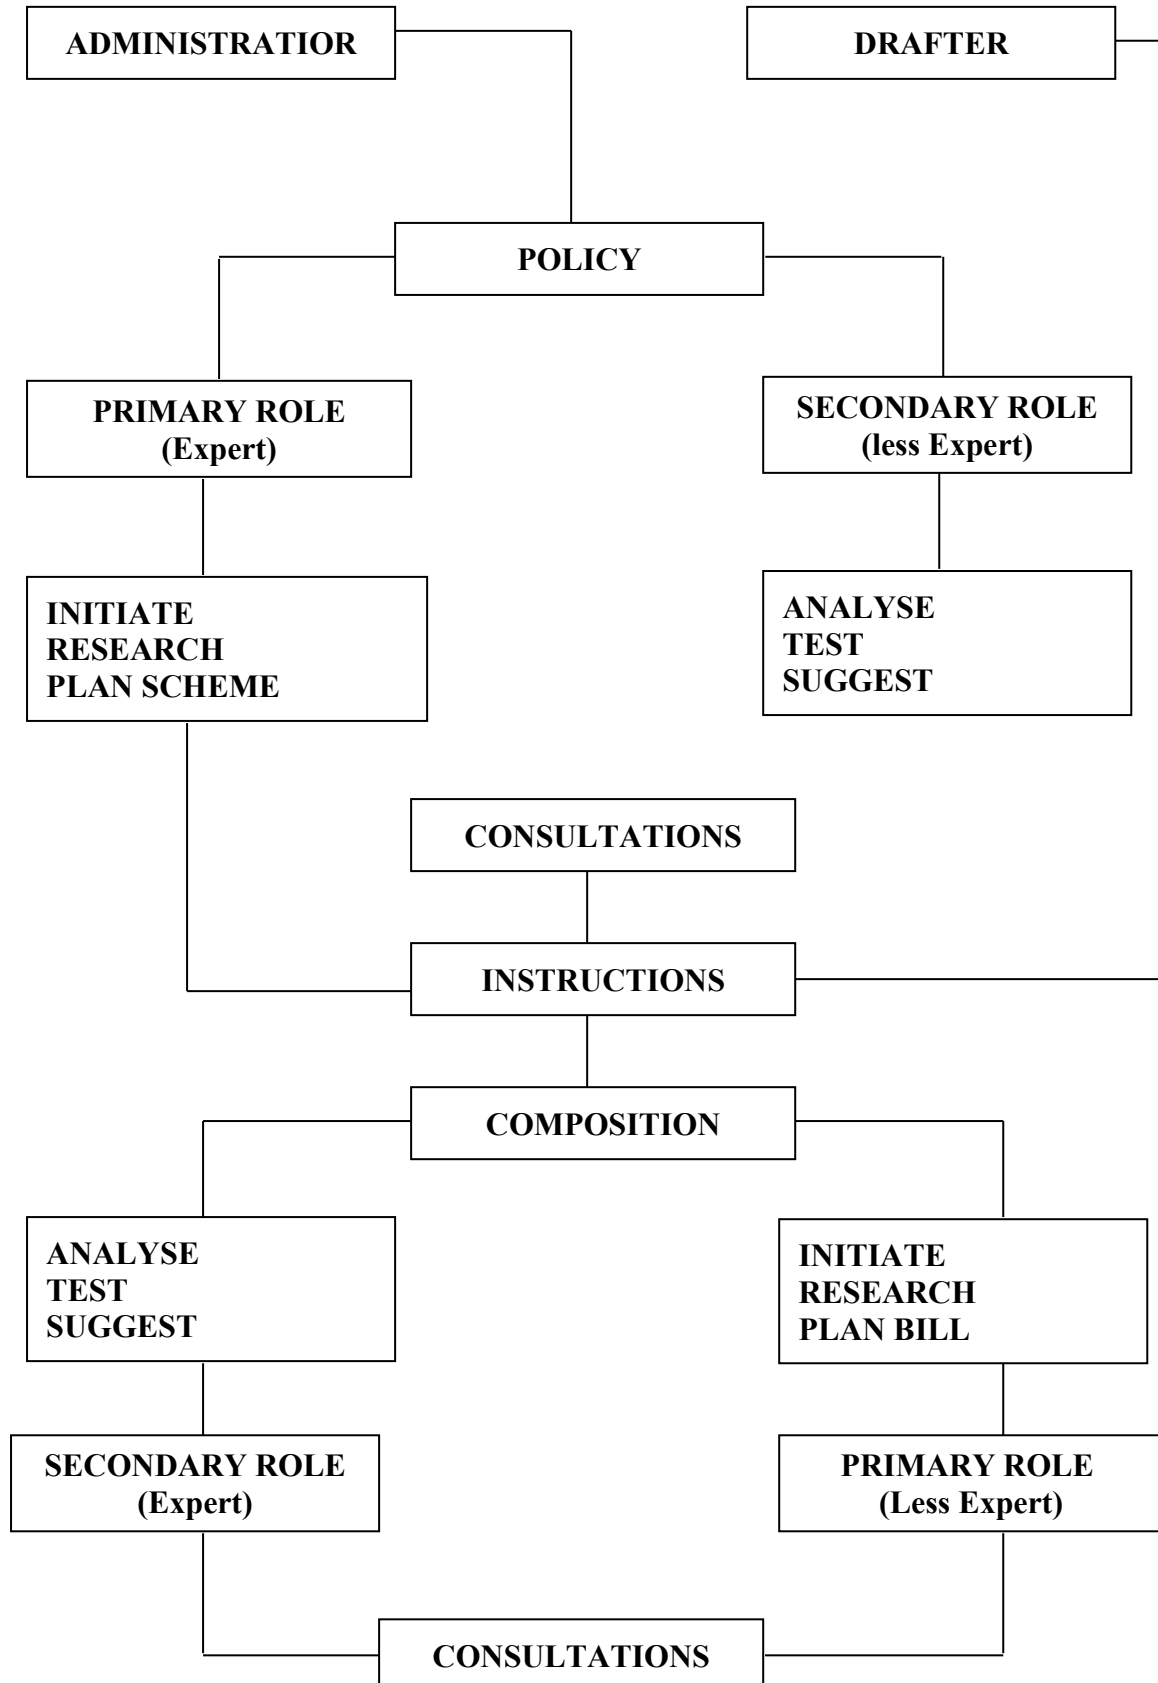 ADMINISTRATIOR
DRAFTER
POLICY
PRIMARY ROLE
(Expert)
SECONDARY ROLE
(less Expert)
INITIATE
RESEARCH
PLAN SCHEME
ANALYSE
TEST
SUGGEST
CONSULTATIONS
INSTRUCTIONS
COMPOSITION
ANALYSE
TEST
SUGGEST
INITIATE
RESEARCH
PLAN BILL
SECONDARY ROLE
(Expert)
PRIMARY ROLE
(Less Expert)
CONSULTATIONS